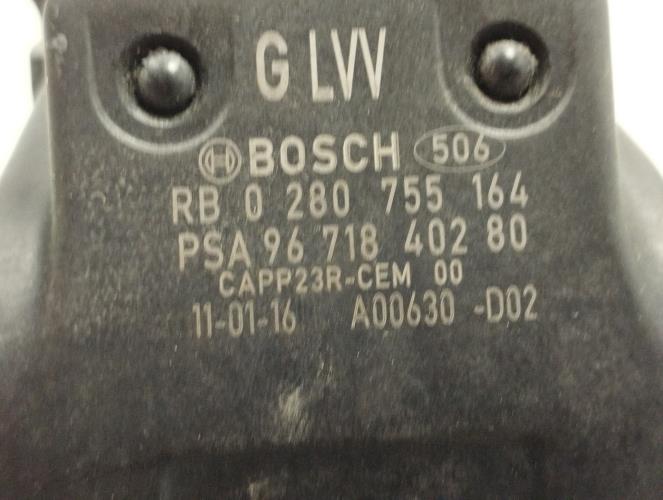 G LVV
BOSCH 506
RB 0 280 755 164
PSA 96 718 402 80
CAPP23R-CEM 00
11-01-16 A00630 -D02